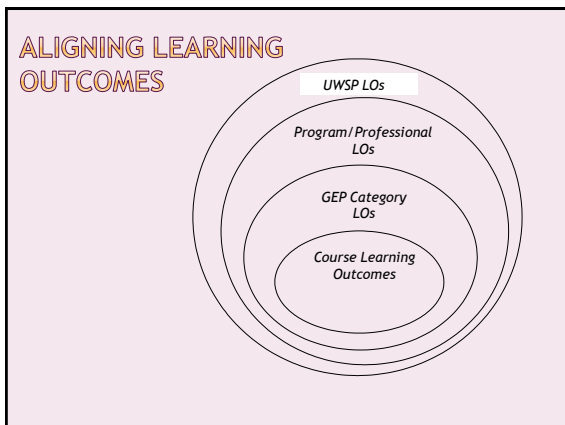 ALIGNING LEARNING
OUTCOMES
UWSP LOs
Program/Professional
LOs
GEP Category
LOs
Course Learning
Outcomes